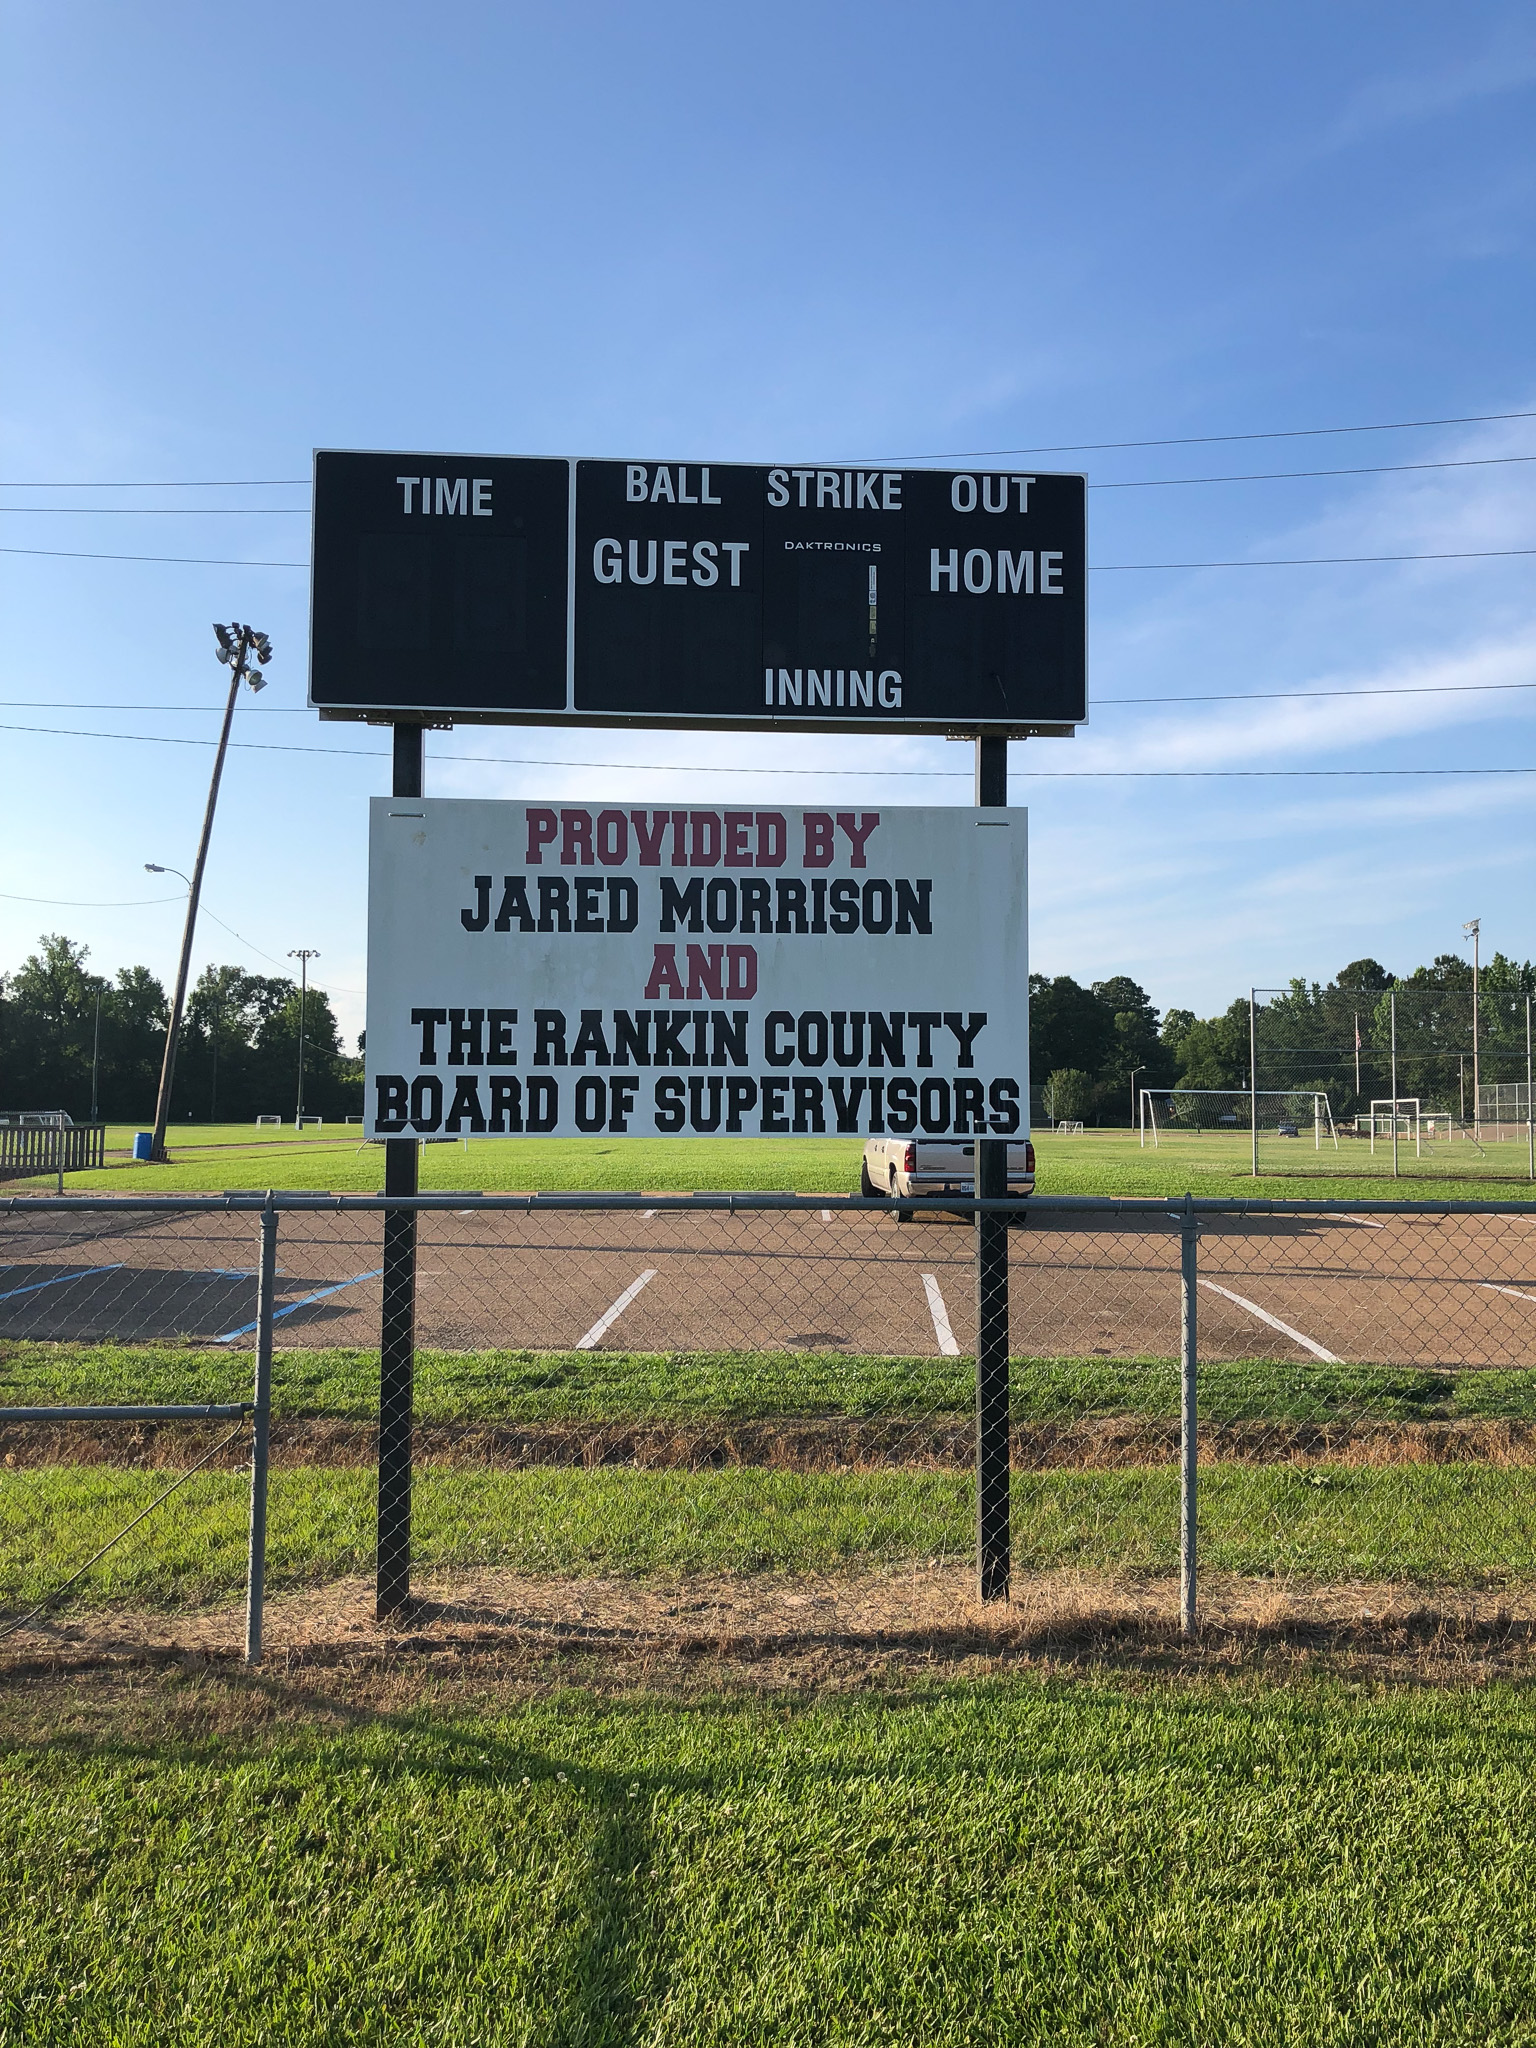 TIME
BALL STRIKE OUT
GUEST DAKTRONICS HOME
INNING
PROVIDED BY
JARED MORRISON
AND
THE RANKIN COUNTY
BOARD OF SUPERVISORS